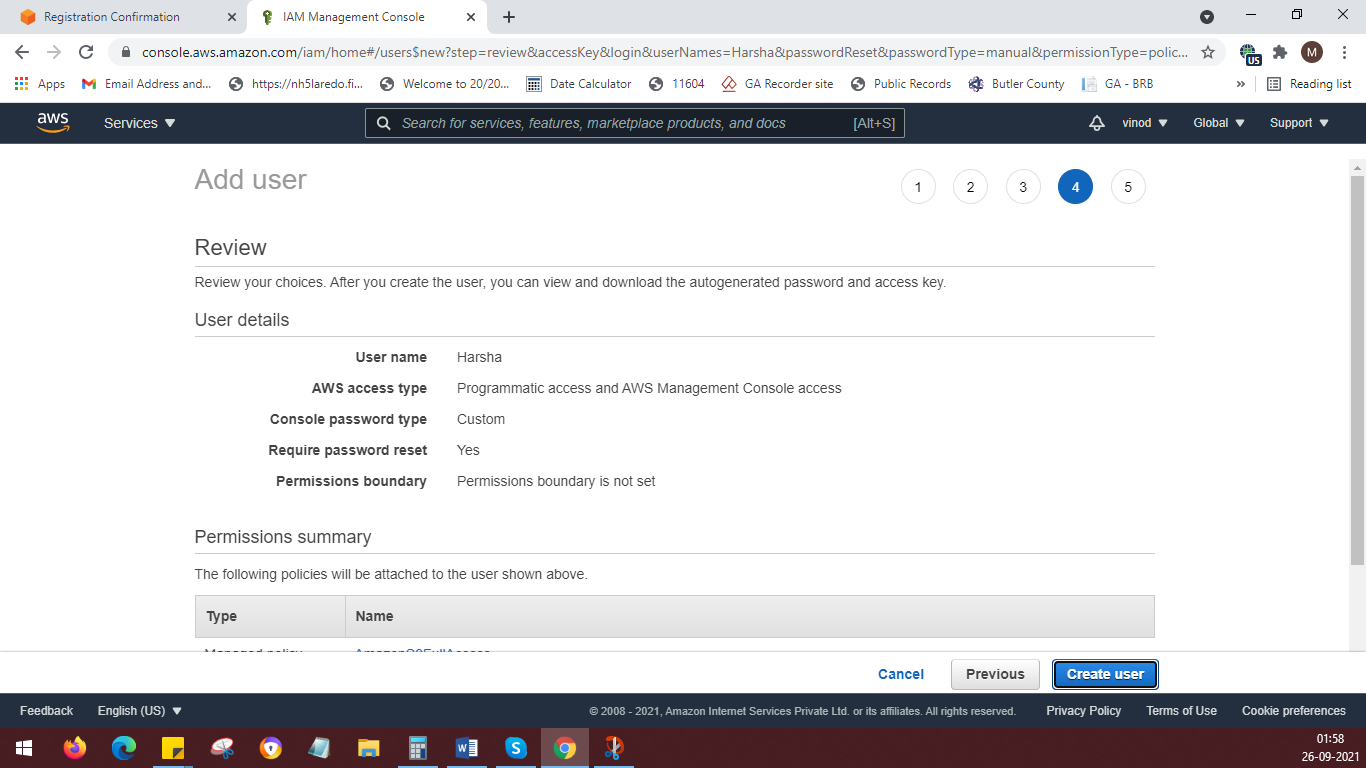 Registration Confirmation
IAM Management Console
console.aws.amazon.com/iam/home#/users$new?step=review&accessKey&login&userNames=Harsha&passwordReset&passwordType=manual&permissionType=polic...
M
US
Apps
Email Address and...
https://nh5laredo.fi...
Welcome to 20/20...
Date Calculator
11604
GA Recorder site
Public Records
Butler County
GA - BRB
»
Reading list
aws
Services
Search for services, features, marketplace products, and docs
[Alt+S]
vinod
Global
Support
Add user
1 2 3 4 5
Review
Review your choices. After you create the user, you can view and download the autogenerated password and access key.
User details
User name Harsha
AWS access type Programmatic access and AWS Management Console access
Console password type Custom
Require password reset Yes
Permissions boundary Permissions boundary is not set
Permissions summary
The following policies will be attached to the user shown above.
Type Name
Managed policy AmazonS3FullAccess
Cancel Previous Create user
Feedback English (US) © 2008 - 2021, Amazon Internet Services Private Ltd. or its affiliates. All rights reserved. Privacy Policy Terms of Use Cookie preferences
01:58
26-09-2021